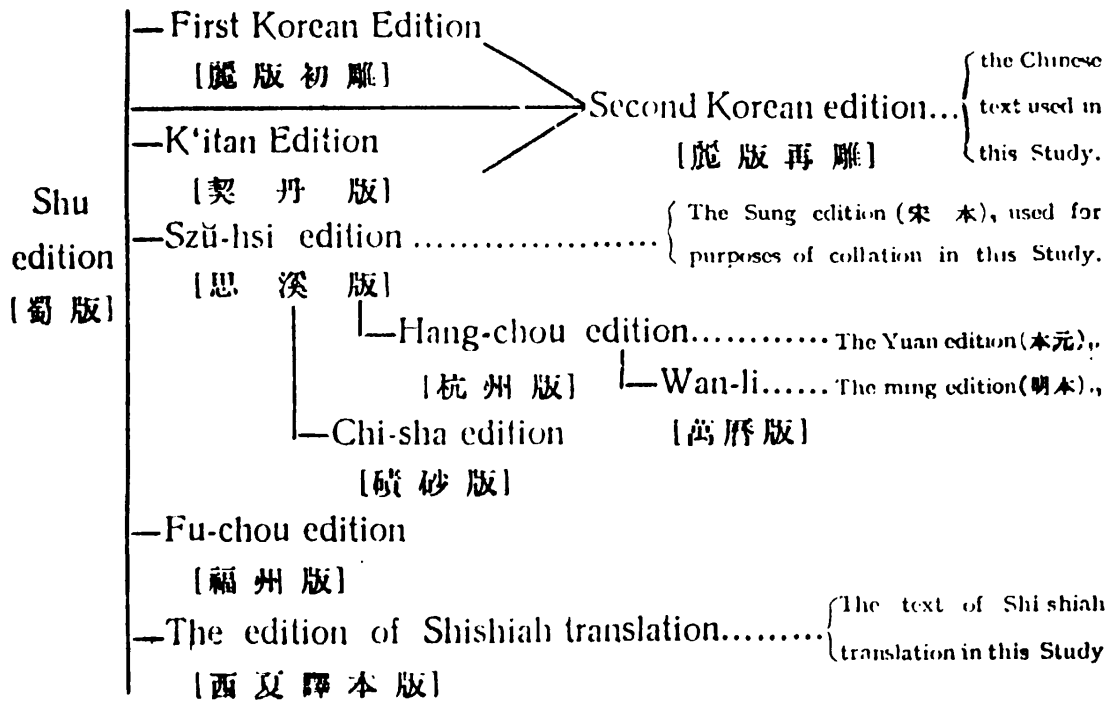 First Korean Edition
[麗版初雕]
Second Korean edition...
the Chinese
text used in
this Study.
[麗版再雕]
K‘itan Edition
[契丹版]
Shu
edition
[蜀版]
Szŭ-hsi edition .....................
The Sung edition (宋本), used for
purposes of collation in this Study.
[思溪版]
Hang-chou edition............. The Yuan edition(本元),.
[杭州版]
Wan-li...... The ming edition(明本).,
[萬曆版]
Chi-sha edition
[磧砂版]
Fu-chou edition
[福州版]
The edition of Shishiah translation.........
The text of Shi shiah
translation in this Study
[西夏譯本版]